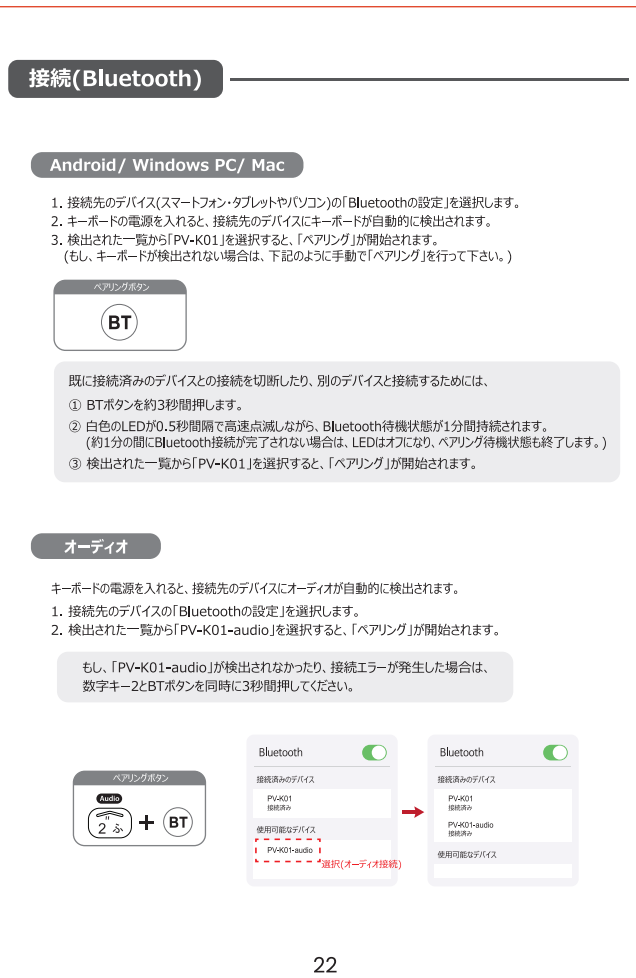 接続(Bluetooth)
Android/ Windows PC/ Mac
1. 接続先のデバイス(スマートフォン・タブレットやパソコン)の「Bluetoothの設定」を選択します。
2. キーボードの電源を入れると、接続先のデバイスにキーボードが自動的に検出されます。
3. 検出された一覧から「PV-K01」を選択すると、「ペアリング」が開始されます。
(もし、キーボードが検出されない場合は、下記のように手動で「ペアリング」を行って下さい。)
ペアリングボタン
BT
既に接続済みのデバイスとの接続を切断したり、別のデバイスと接続するためには、
① BTボタンを約3秒間押します。
② 白色のLEDが0.5秒間隔で高速点滅しながら、Bluetooth待機状態が1分間持続されます。
(約1分の間にBluetooth接続が完了されない場合は、LEDはオフになり、ペアリング待機状態も終了します。)
③ 検出された一覧から「PV-K01」を選択すると、「ペアリング」が開始されます。
オーディオ
キーボードの電源を入れると、接続先のデバイスにオーディオが自動的に検出されます。
1. 接続先のデバイスの「Bluetoothの設定」を選択します。
2. 検出された一覧から「PV-K01-audio」を選択すると、「ペアリング」が開始されます。
もし、「PV-K01-audio」が検出されなかったり、接続エラーが発生した場合は、
数字キー2とBTボタンを同時に3秒間押してください。
ペアリングボタン
Audio
"
2 ふ + BT
Bluetooth
接続済みのデバイス
PV-K01
接続済み
使用可能なデバイス
PV-K01-audio
選択(オーディオ接続)
Bluetooth
接続済みのデバイス
PV-K01
接続済み
PV-K01-audio
接続済み
使用可能なデバイス
22